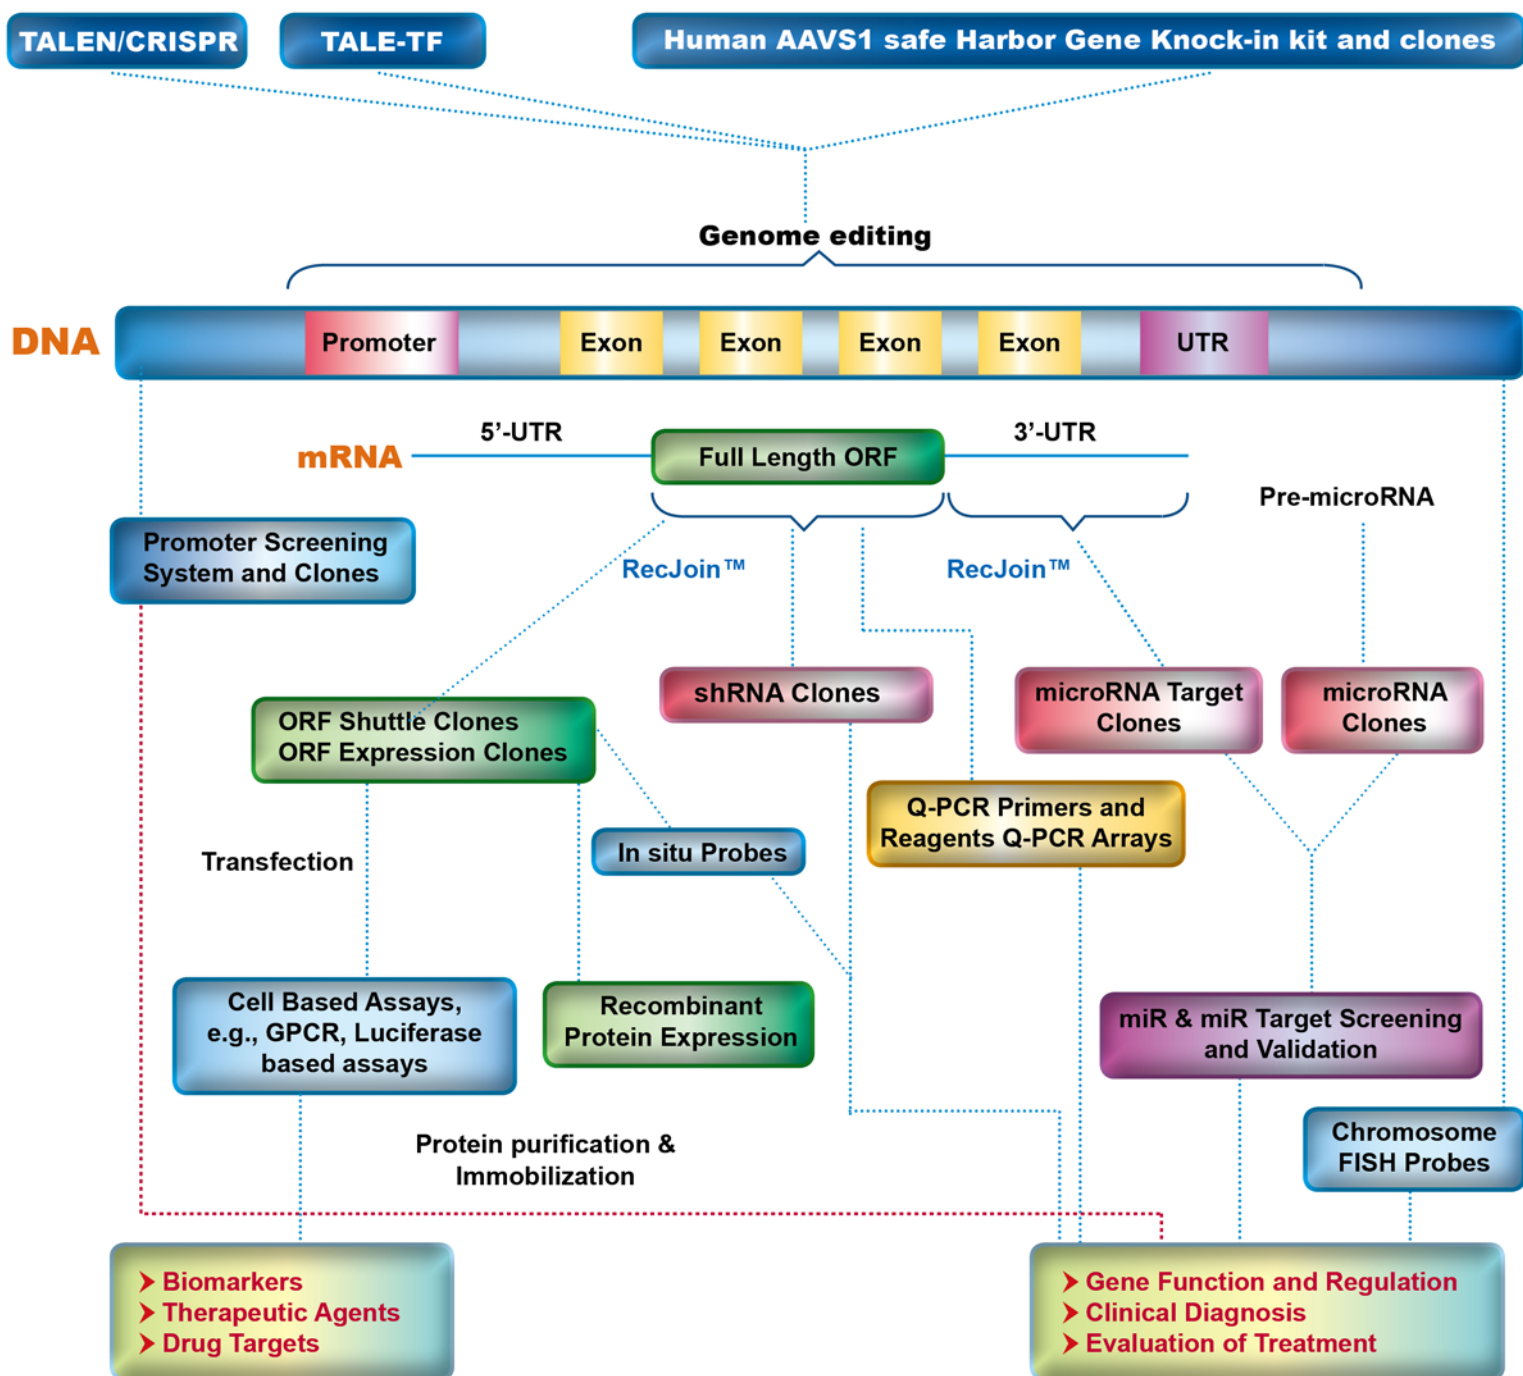 TALEN/CRISPR
TALE-TF
Human AAVS1 safe Harbor Gene Knock-in kit and clones
Genome editing
DNA
Promoter
Exon
Exon
Exon
Exon
UTR
mRNA
5’-UTR
Full Length ORF
3’-UTR
Pre-microRNA
Promoter Screening
System and Clones
RecJoin™
RecJoin™
shRNA Clones
microRNA Target
Clones
microRNA
Clones
ORF Shuttle Clones
ORF Expression Clones
Q-PCR Primers and
Reagents Q-PCR Arrays
In situ Probes
Transfection
Cell Based Assays,
e.g., GPCR, Luciferase
based assays
Recombinant
Protein Expression
miR & miR Target Screening
and Validation
Chromosome
FISH Probes
Protein purification &
Immobilization
➤ Biomarkers
➤ Therapeutic Agents
➤ Drug Targets
➤ Gene Function and Regulation
➤ Clinical Diagnosis
➤ Evaluation of Treatment